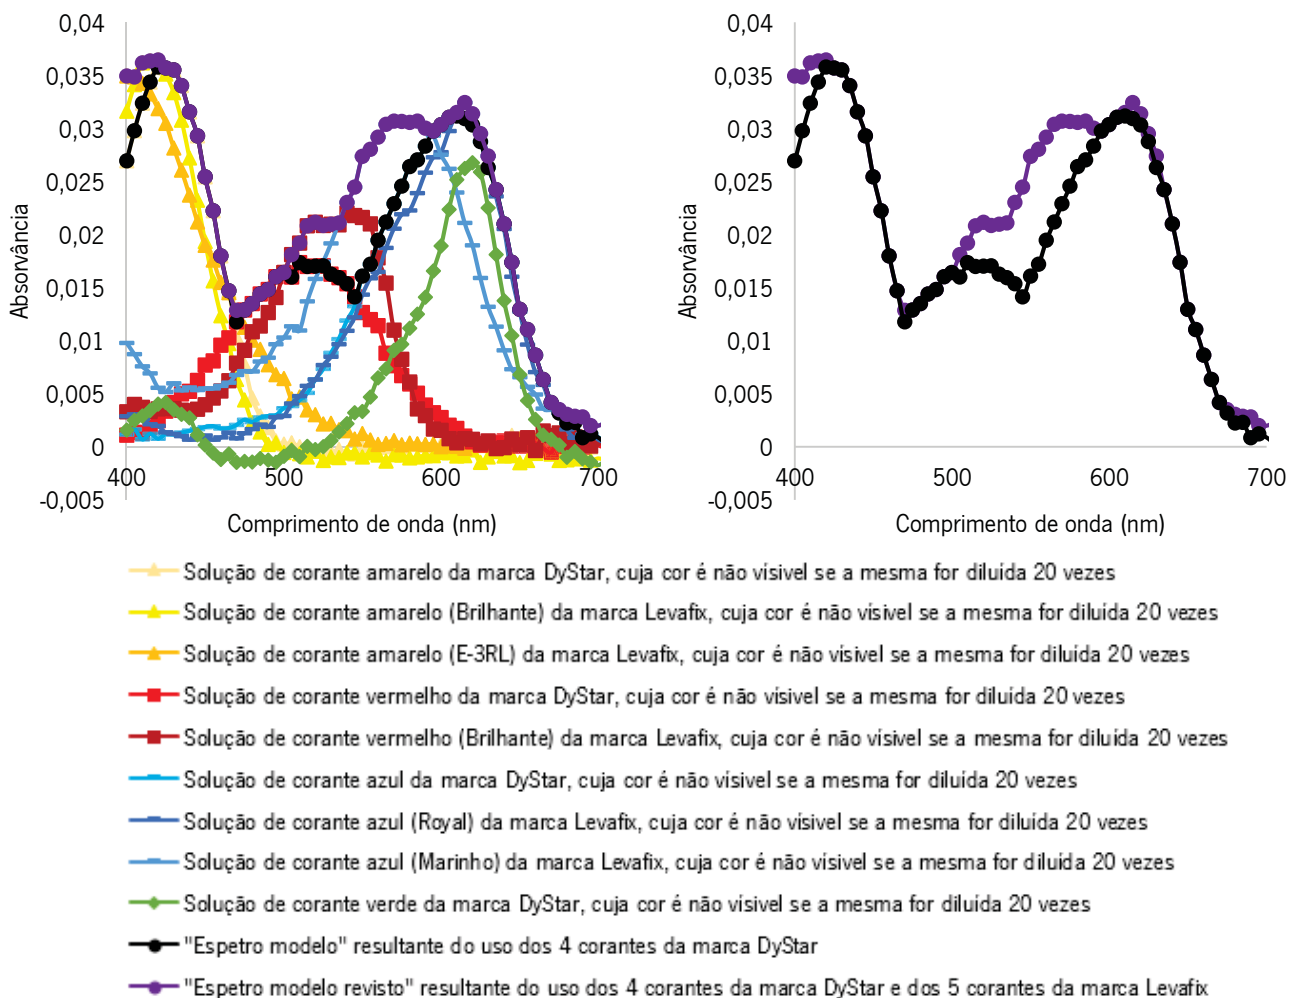 0,04
0,035
0,03
0,025
0,02
0,015
0,01
0,005
0
-0,005
400
500
600
700
Absorvância
Comprimento de onda (nm)
0,04
0,035
0,03
0,025
0,02
0,015
0,01
0,005
0
-0,005
400
500
600
700
Absorvância
Comprimento de onda (nm)
Solução de corante amarelo da marca DyStar, cuja cor é não vísivel se a mesma for diluída 20 vezes
Solução de corante amarelo (Brilhante) da marca Levafix, cuja cor é não vísivel se a mesma for diluída 20 vezes
Solução de corante amarelo (E-3RL) da marca Levafix, cuja cor é não vísivel se a mesma for diluída 20 vezes
Solução de corante vermelho da marca DyStar, cuja cor é não vísivel se a mesma for diluída 20 vezes
Solução de corante vermelho (Brilhante) da marca Levafix, cuja cor é não vísivel se a mesma for diluída 20 vezes
Solução de corante azul da marca DyStar, cuja cor é não vísivel se a mesma for diluída 20 vezes
Solução de corante azul (Royal) da marca Levafix, cuja cor é não vísivel se a mesma for diluída 20 vezes
Solução de corante azul (Marinho) da marca Levafix, cuja cor é não vísivel se a mesma for diluída 20 vezes
Solução de corante verde da marca DyStar, cuja cor é não vísivel se a mesma for diluída 20 vezes
"Espetro modelo" resultante do uso dos 4 corantes da marca DyStar
"Espetro modelo revisto" resultante do uso dos 4 corantes da marca DyStar e dos 5 corantes da marca Levafix